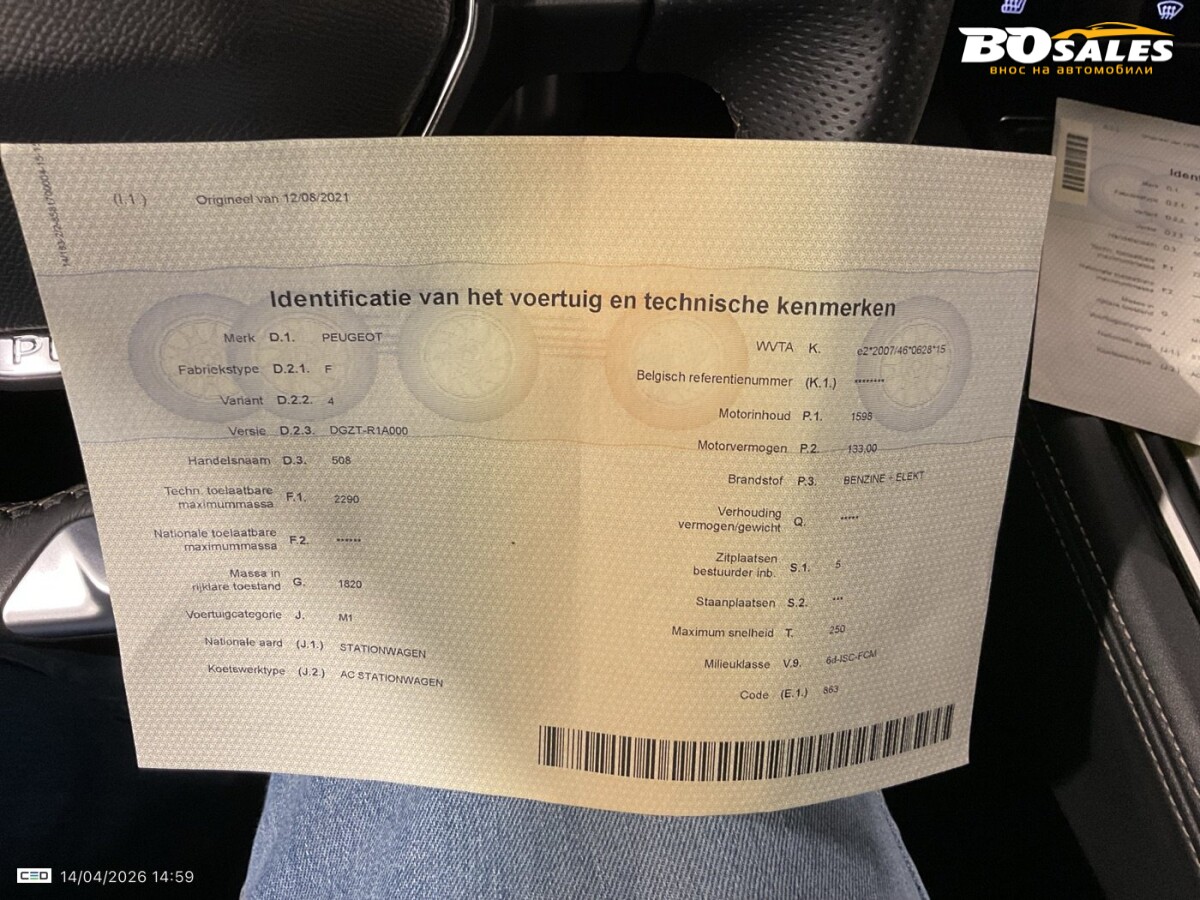 BOSALES
внос на автомобили
(I.1.) Origineel van 12/08/2021
Identificatie van het voertuig en technische kenmerken
Merk D.1. PEUGEOT
Fabriekstype D.2.1. F
Variant D.2.2. 4
Versie D.2.3. DGZT-R1A000
Handelsnaam D.3. 508
Techn. toelaatbare
maximummassa F.1. 2290
Nationale toelaatbare
maximummassa F.2. ******
Massa in
rijklare toestand G. 1820
Voertuigcategorie J. M1
Nationale aard (J.1.) STATIONWAGEN
Koetswerktype (J.2.) AC STATIONWAGEN
WVTA K. e2*2007/46*0628*15
Belgisch referentienummer (K.1.) ********
Motorinhoud P.1. 1598
Motorvermogen P.2. 133,00
Brandstof P.3. BENZINE + ELEKT
Verhouding
vermogen/gewicht Q. *****
Zitplaatsen
bestuurder inb. S.1. 5
Staanplaatsen S.2. ***
Maximum snelheid T. 250
Milieuklasse V.9. 6d-ISC-FCM
Code (E.1.) 863
CEO 14/04/2026 14:59